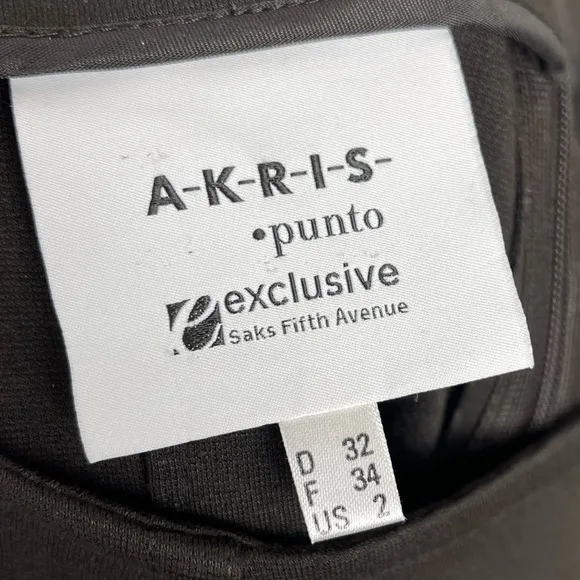 A-K-R-I-S-
•punto
e exclusive
Saks Fifth Avenue
D 32
F 34
US 2